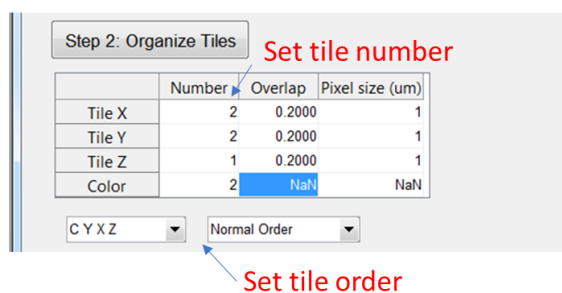 Step 2: Organize Tiles
Set tile number
Number Overlap Pixel size (um)
Tile X 2 0.2000 1
Tile Y 2 0.2000 1
Tile Z 1 0.2000 1
Color 2 NaN NaN
C Y X Z Normal Order
Set tile order